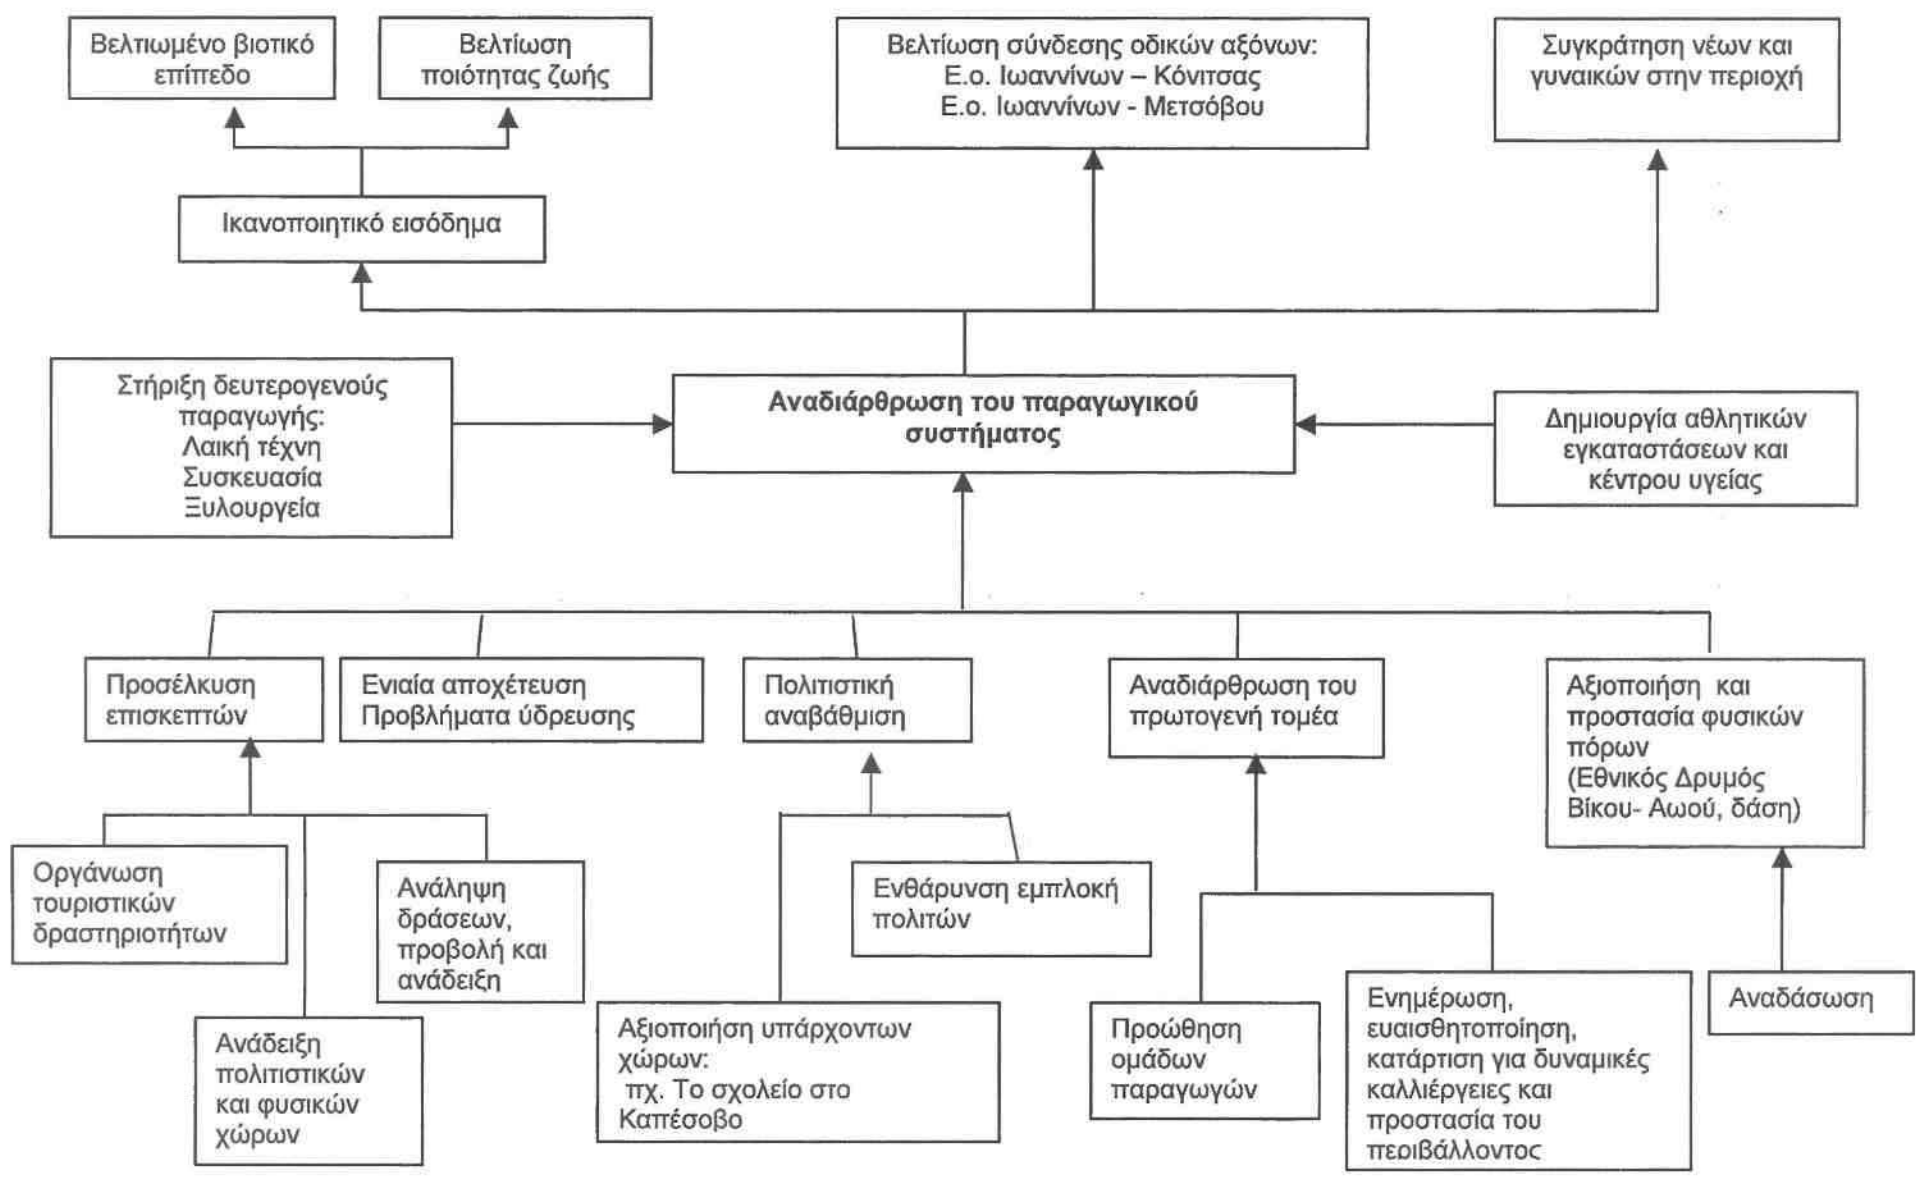 Βελτιωμένο βιοτικό
επίπεδο
Βελτίωση
ποιότητας ζωής
Βελτίωση σύνδεσης οδικών αξόνων:
Ε.ο. Ιωαννίνων – Κόνιτσας
Ε.ο. Ιωαννίνων - Μετσόβου
Συγκράτηση νέων και
γυναικών στην περιοχή
Ικανοποιητικό εισόδημα
Στήριξη δευτερογενούς
παραγωγής:
Λαική τέχνη
Συσκευασία
Ξυλουργεία
Αναδιάρθρωση του παραγωγικού
συστήματος
Δημιουργία αθλητικών
εγκαταστάσεων και
κέντρου υγείας
Προσέλκυση
επισκεπτών
Ενιαία αποχέτευση
Προβλήματα ύδρευσης
Πολιτιστική
αναβάθμιση
Αναδιάρθρωση του
πρωτογενή τομέα
Αξιοποιήση και
προστασία φυσικών
πόρων
(Εθνικός Δρυμός
Βίκου- Αωού, δάση)
Οργάνωση
τουριστικών
δραστηριοτήτων
Ανάδειξη
πολιτιστικών
και φυσικών
χώρων
Ανάληψη
δράσεων,
προβολή και
ανάδειξη
Αξιοποιήση υπάρχοντων
χώρων:
πχ. Το σχολείο στο
Καπέσοβο
Ενθάρυνση εμπλοκή
πολιτών
Προώθηση
ομάδων
παραγωγών
Ενημέρωση,
ευαισθητοποίηση,
κατάρτιση για δυναμικές
καλλιέργειες και
προστασία του
περιβάλλοντος
Αναδάσωση